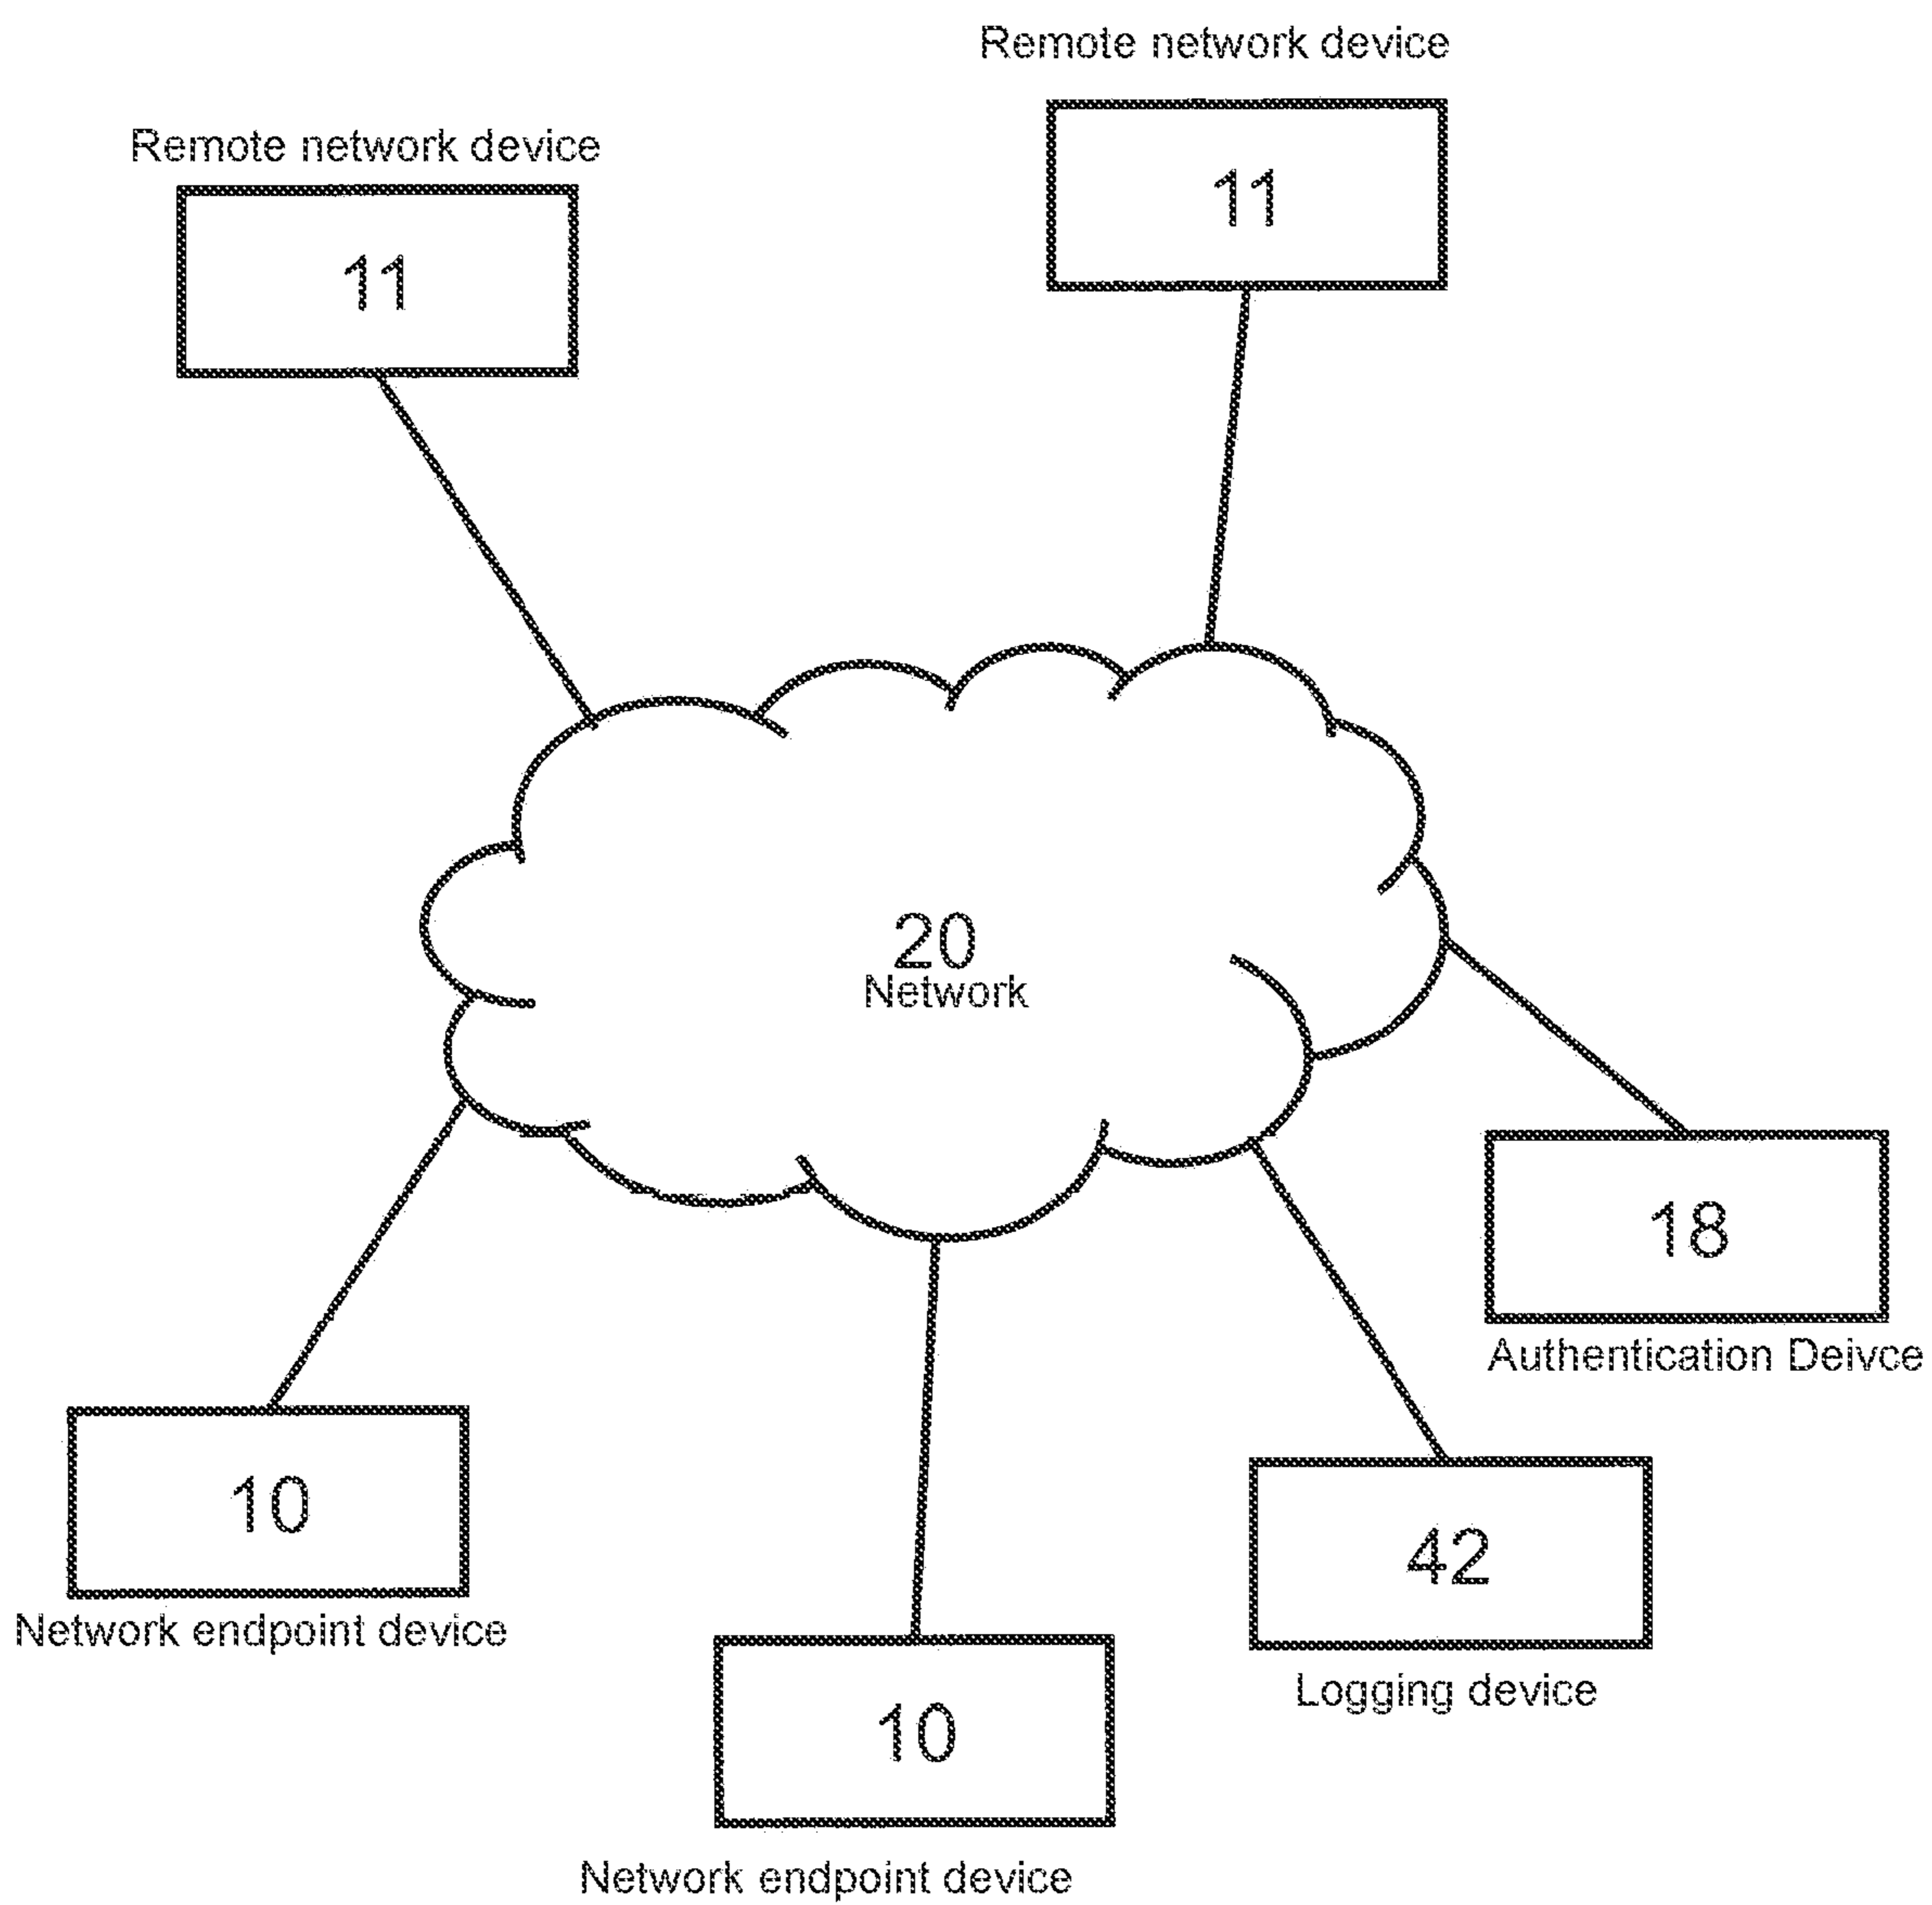 Remote network device
Remote network device
11
11
20
Network
18
Authentication Deivce
10
42
Network endpoint device
Logging device
10
Network endpoint device